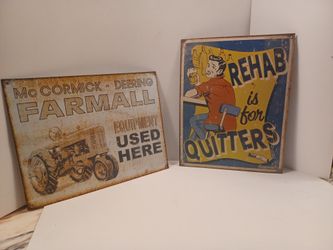 McCORMICK - DEERING
FARMALL
EQUIPMENT
USED
HERE
REHAB
is
for
QUITTERS